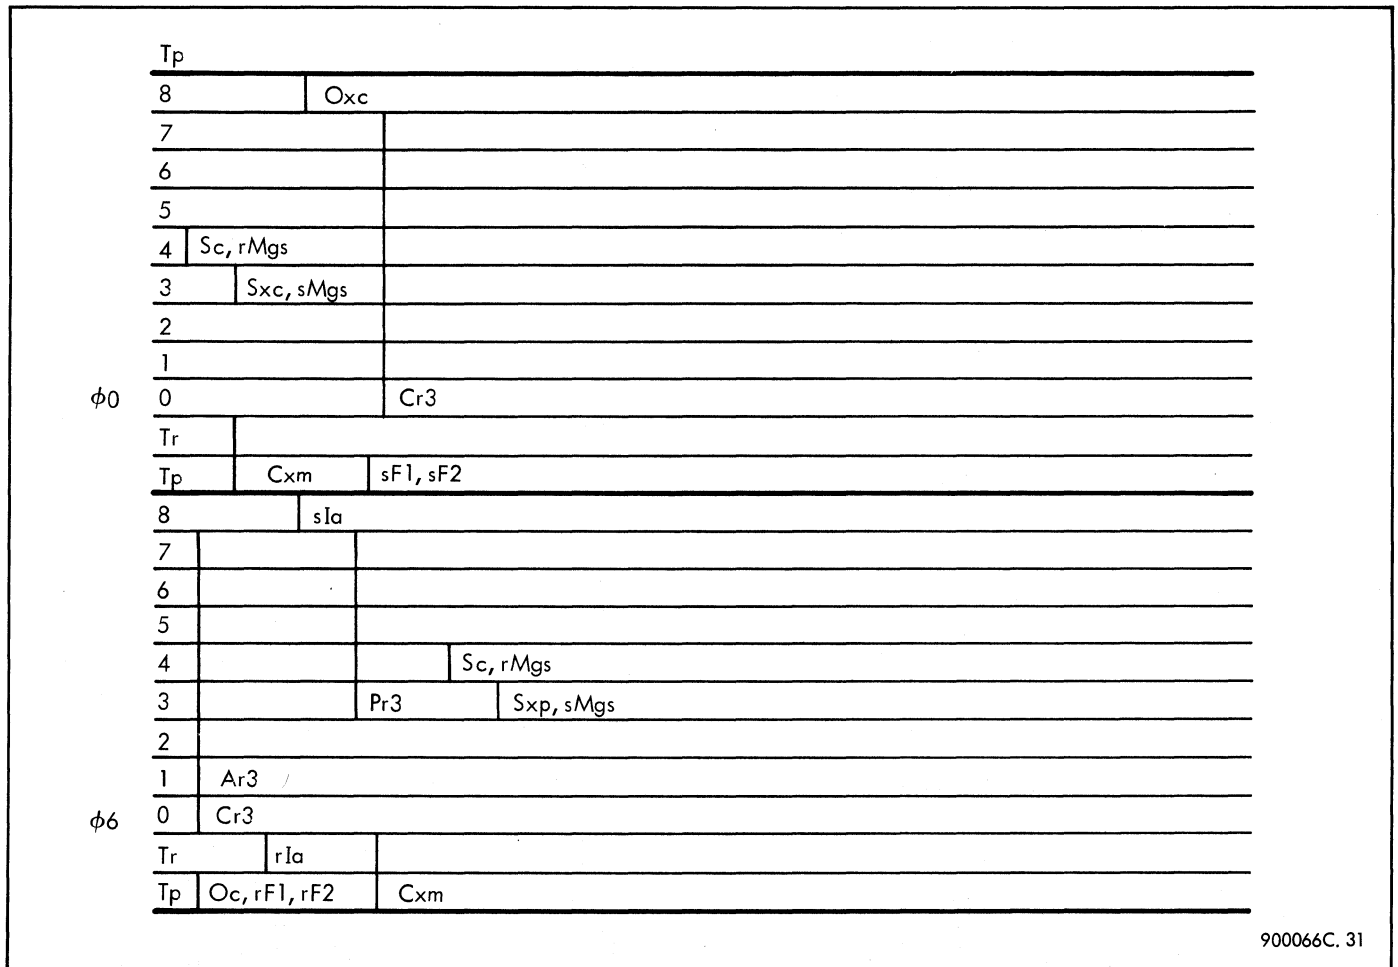 Tp
8 Oxc
7
6
5
4 Sc, rMgs
3 Sxc, sMgs
2
1
ϕ0 0 Cr3
Tr
Tp Cxm sF1, sF2
8 sIa
7
6
5
4 Sc, rMgs
3 Pr3 Sxp, sMgs
2
1 Ar3
ϕ6 0 Cr3
Tr rIa
Tp Oc, rF1, rF2 Cxm
900066C. 31